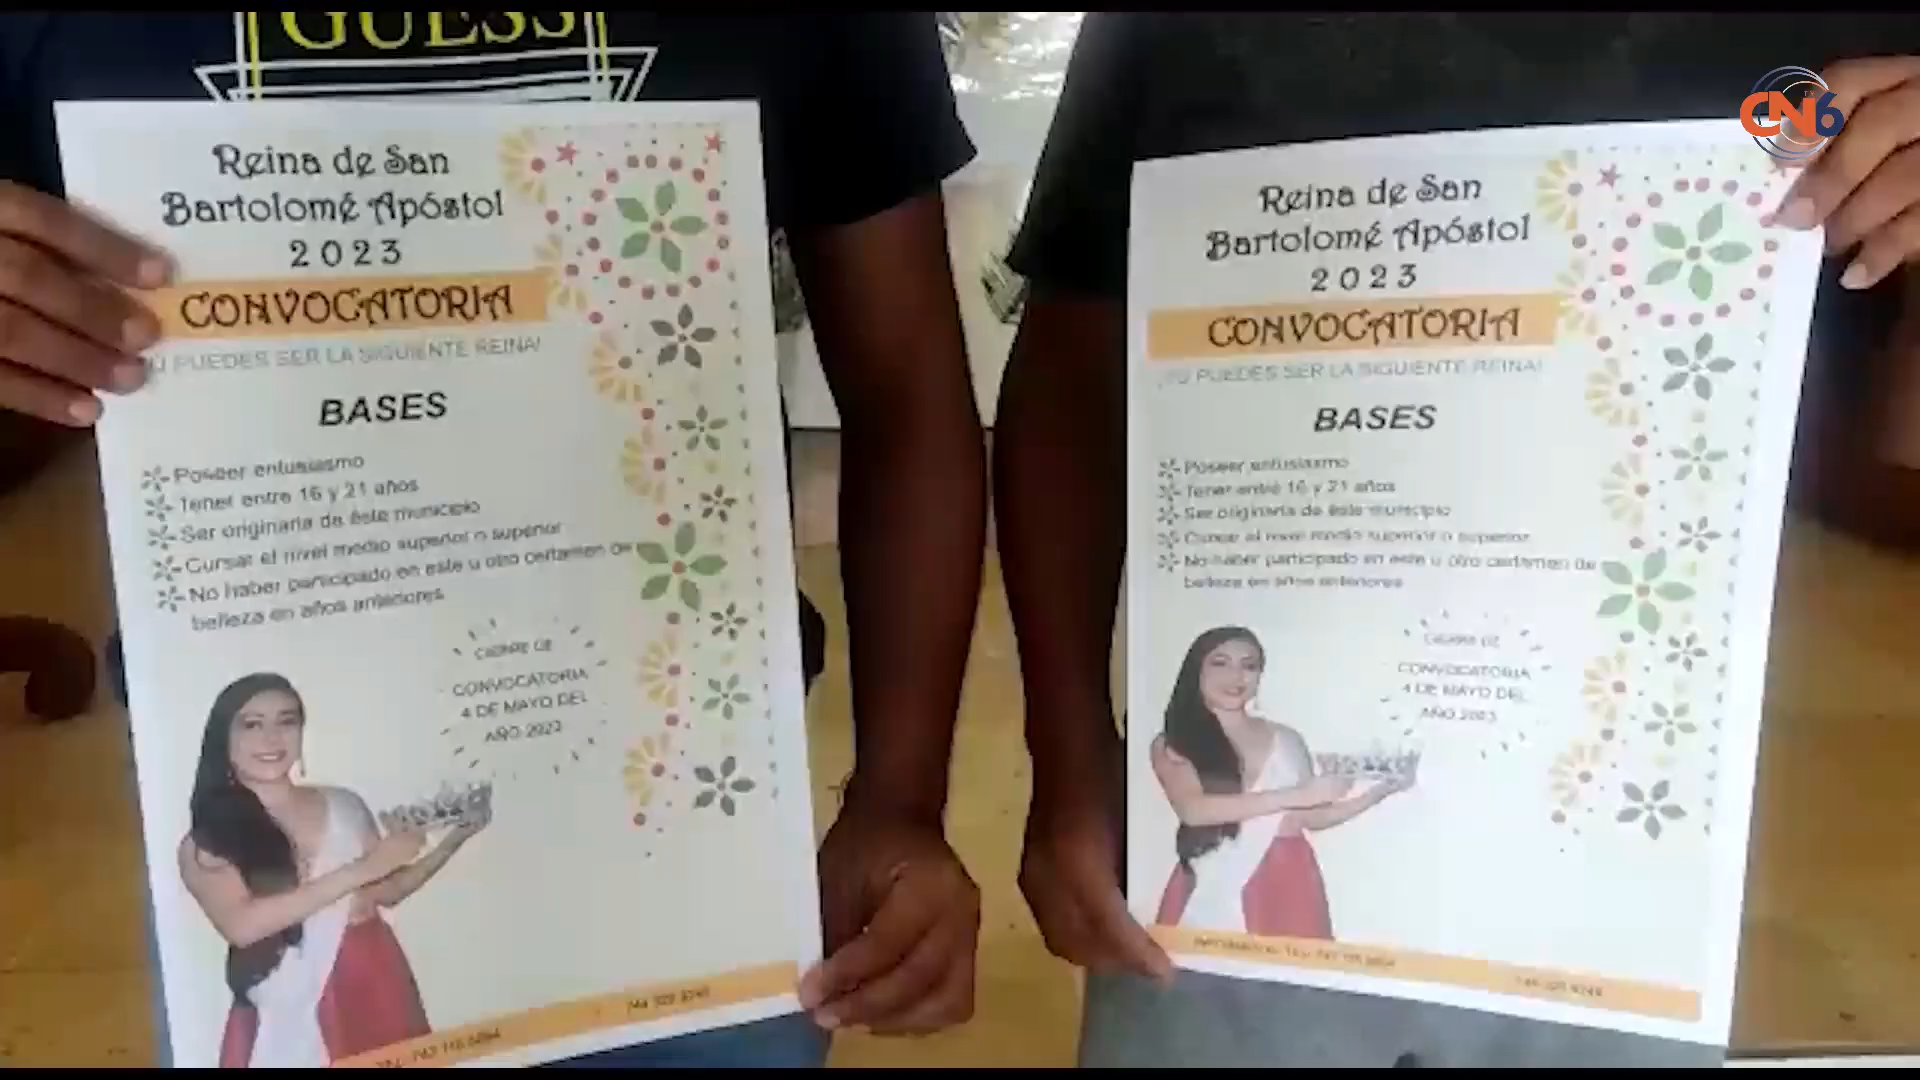 GUESS
CN6
TV
Reina de San
Bartolomé Apóstol
2023
CONVOCATORIA
TU PUEDES SER LA SIGUIENTE REINA!
BASES
Poseer entusiasmo
Tener entre 16 y 21 años
Ser originaria de éste municipio
Cursar el nivel medio superior o superior
No haber participado en este u otro certamen de
belleza en años anteriores
CIERRE DE
CONVOCATORIA
4 DE MAYO DEL
AÑO 2023
Reina de San
Bartolomé Apóstol
2023
CONVOCATORIA
¡TU PUEDES SER LA SIGUIENTE REINA!
BASES
Poseer entusiasmo
Tener entre 16 y 21 años
Ser originaria de éste municipio
Cursar el nivel medio superior o superior
No haber participado en este u otro certamen de
belleza en años anteriores
CIERRE DE
CONVOCATORIA
4 DE MAYO DEL
AÑO 2023